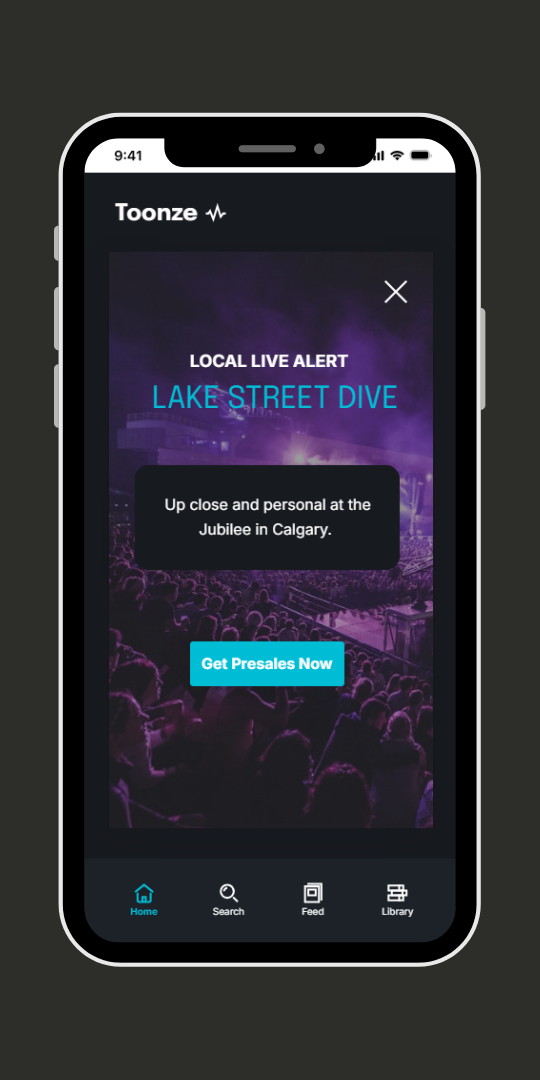 9:41
Toonze
LOCAL LIVE ALERT
LAKE STREET DIVE
Up close and personal at the
Jubilee in Calgary.
Get Presales Now
Home
Search
Feed
Library